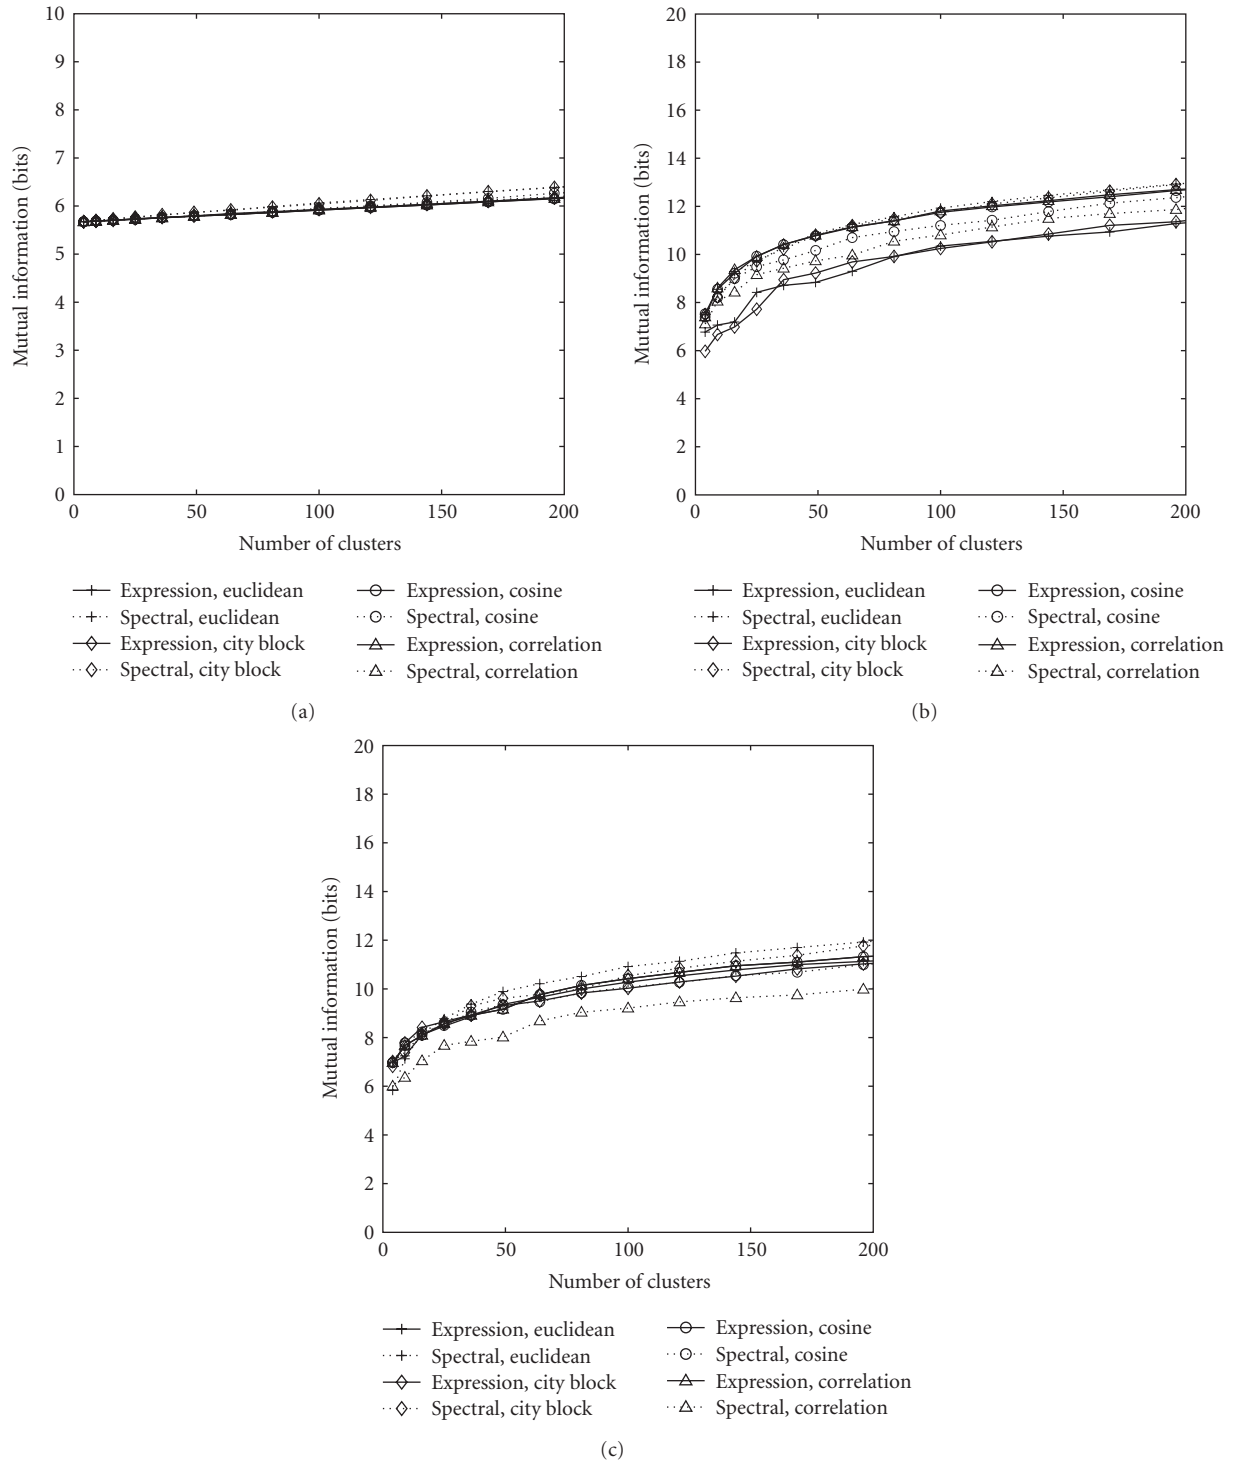 10
9
8
7
6
5
4
3
2
1
0
Mutual information (bits)
0 50 100 150 200
Number of clusters
Expression, euclidean
Spectral, euclidean
Expression, city block
Spectral, city block
Expression, cosine
Spectral, cosine
Expression, correlation
Spectral, correlation
(a)
20
18
16
14
12
10
8
6
4
2
0
Mutual information (bits)
0 50 100 150 200
Number of clusters
Expression, euclidean
Spectral, euclidean
Expression, city block
Spectral, city block
Expression, cosine
Spectral, cosine
Expression, correlation
Spectral, correlation
(b)
20
18
16
14
12
10
8
6
4
2
0
Mutual information (bits)
0 50 100 150 200
Number of clusters
Expression, euclidean
Spectral, euclidean
Expression, city block
Spectral, city block
Expression, cosine
Spectral, cosine
Expression, correlation
Spectral, correlation
(c)